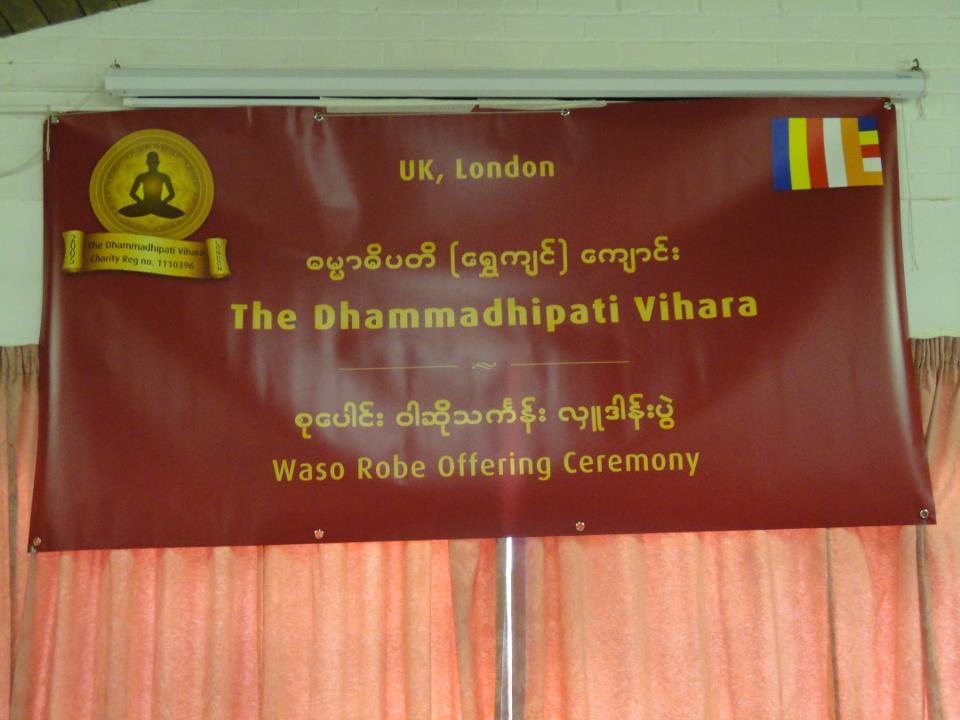 UK, London
2005
The Dhammadhipati Vihara
London
Charity Reg no. 1110396
ဓမ္မာဓိပတိ (ရွှေကျင်) ကျောင်း
The Dhammadhipati Vihara
စုပေါင်း ဝါဆိုသင်္ကန်း လှူဒါန်းပွဲ
Waso Robe Offering Ceremony